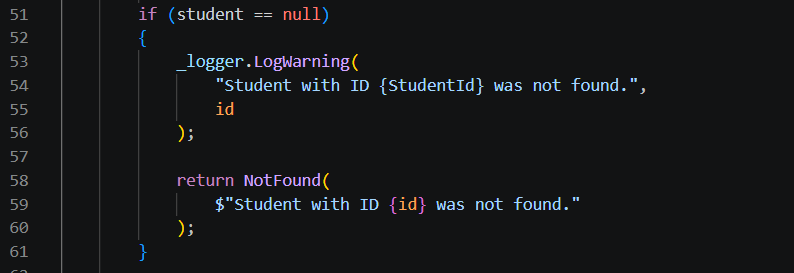 51 if (student == null)
52 {
53 _logger.LogWarning(
54 "Student with ID {StudentId} was not found.",
55 id
56 );
57
58 return NotFound(
59 $"Student with ID {id} was not found."
60 );
61 }